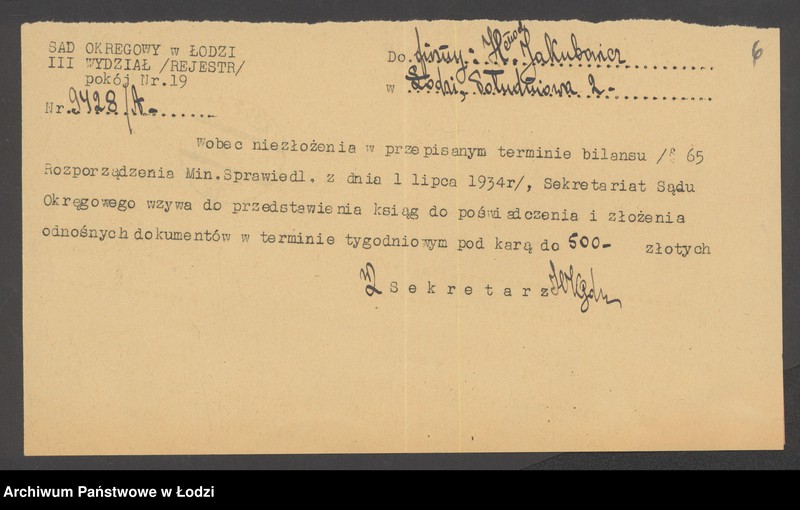 SAD OKREGOWY w ŁODZI
III WYDZIAŁ /REJESTR/
pokój Nr.19
Nr. 9428/A-
Do firmy: H. Jakubowicz
w Łodzi, Południowa 2-
6
Wobec niezłożenia w przepisanym terminie bilansu /§ 65
Rozporządzenia Min.Sprawiedl. z dnia 1 lipca 1934r/, Sekretariat Sądu
Okręgowego wzywa do przedstawienia ksiąg do poświadczenia i złożenia
odnośnych dokumentów w terminie tygodniowym pod karą do 500- złotych
Sekretarz
Archiwum Państwowe w Łodzi